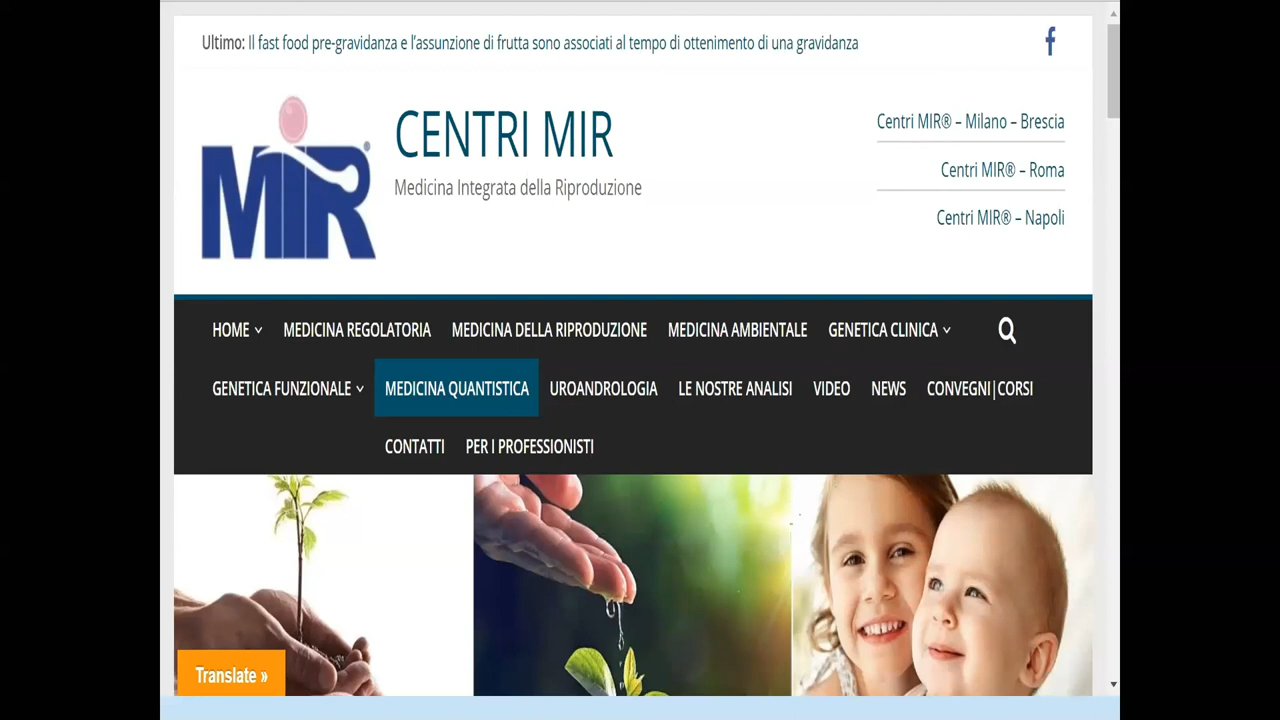 Ultimo: Il fast food pre-gravidanza e l'assunzione di frutta sono associati al tempo di ottenimento di una gravidanza
MIR®
CENTRI MIR
Medicina Integrata della Riproduzione
Centri MIR® – Milano – Brescia
Centri MIR® – Roma
Centri MIR® – Napoli
HOME MEDICINA REGOLATORIA MEDICINA DELLA RIPRODUZIONE MEDICINA AMBIENTALE GENETICA CLINICA
GENETICA FUNZIONALE MEDICINA QUANTISTICA UROANDROLOGIA LE NOSTRE ANALISI VIDEO NEWS CONVEGNI|CORSI
CONTATTI PER I PROFESSIONISTI
Translate »